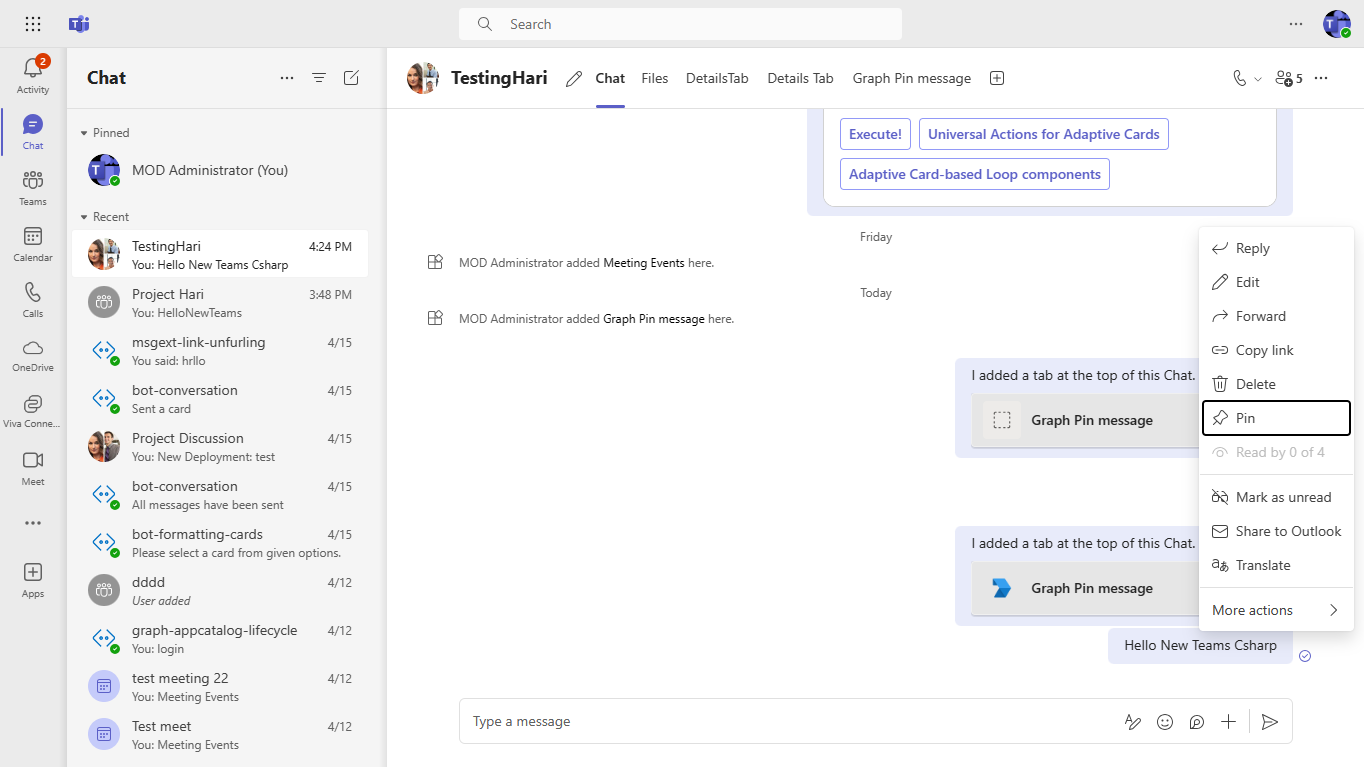 Search
2
Activity
Chat
Teams
Calendar
Calls
OneDrive
Viva Conne...
Meet
Apps
Chat
Pinned
MOD Administrator (You)
Recent
TestingHari 4:24 PM
You: Hello New Teams Csharp
Project Hari 3:48 PM
You: HelloNewTeams
msgext-link-unfurling 4/15
You said: hrllo
bot-conversation 4/15
Sent a card
Project Discussion 4/15
You: New Deployment: test
bot-conversation 4/15
All messages have been sent
bot-formatting-cards 4/15
Please select a card from given options.
dddd 4/12
User added
graph-appcatalog-lifecycle 4/12
You: login
test meeting 22 4/12
You: Meeting Events
Test meet 4/12
You: Meeting Events
TestingHari Chat Files DetailsTab Details Tab Graph Pin message 5
Execute! Universal Actions for Adaptive Cards
Adaptive Card-based Loop components
Friday
MOD Administrator added Meeting Events here.
Today
MOD Administrator added Graph Pin message here.
I added a tab at the top of this Chat.
Graph Pin message
I added a tab at the top of this Chat.
Graph Pin message
Hello New Teams Csharp
Type a message
Reply
Edit
Forward
Copy link
Delete
Pin
Read by 0 of 4
Mark as unread
Share to Outlook
Translate
More actions